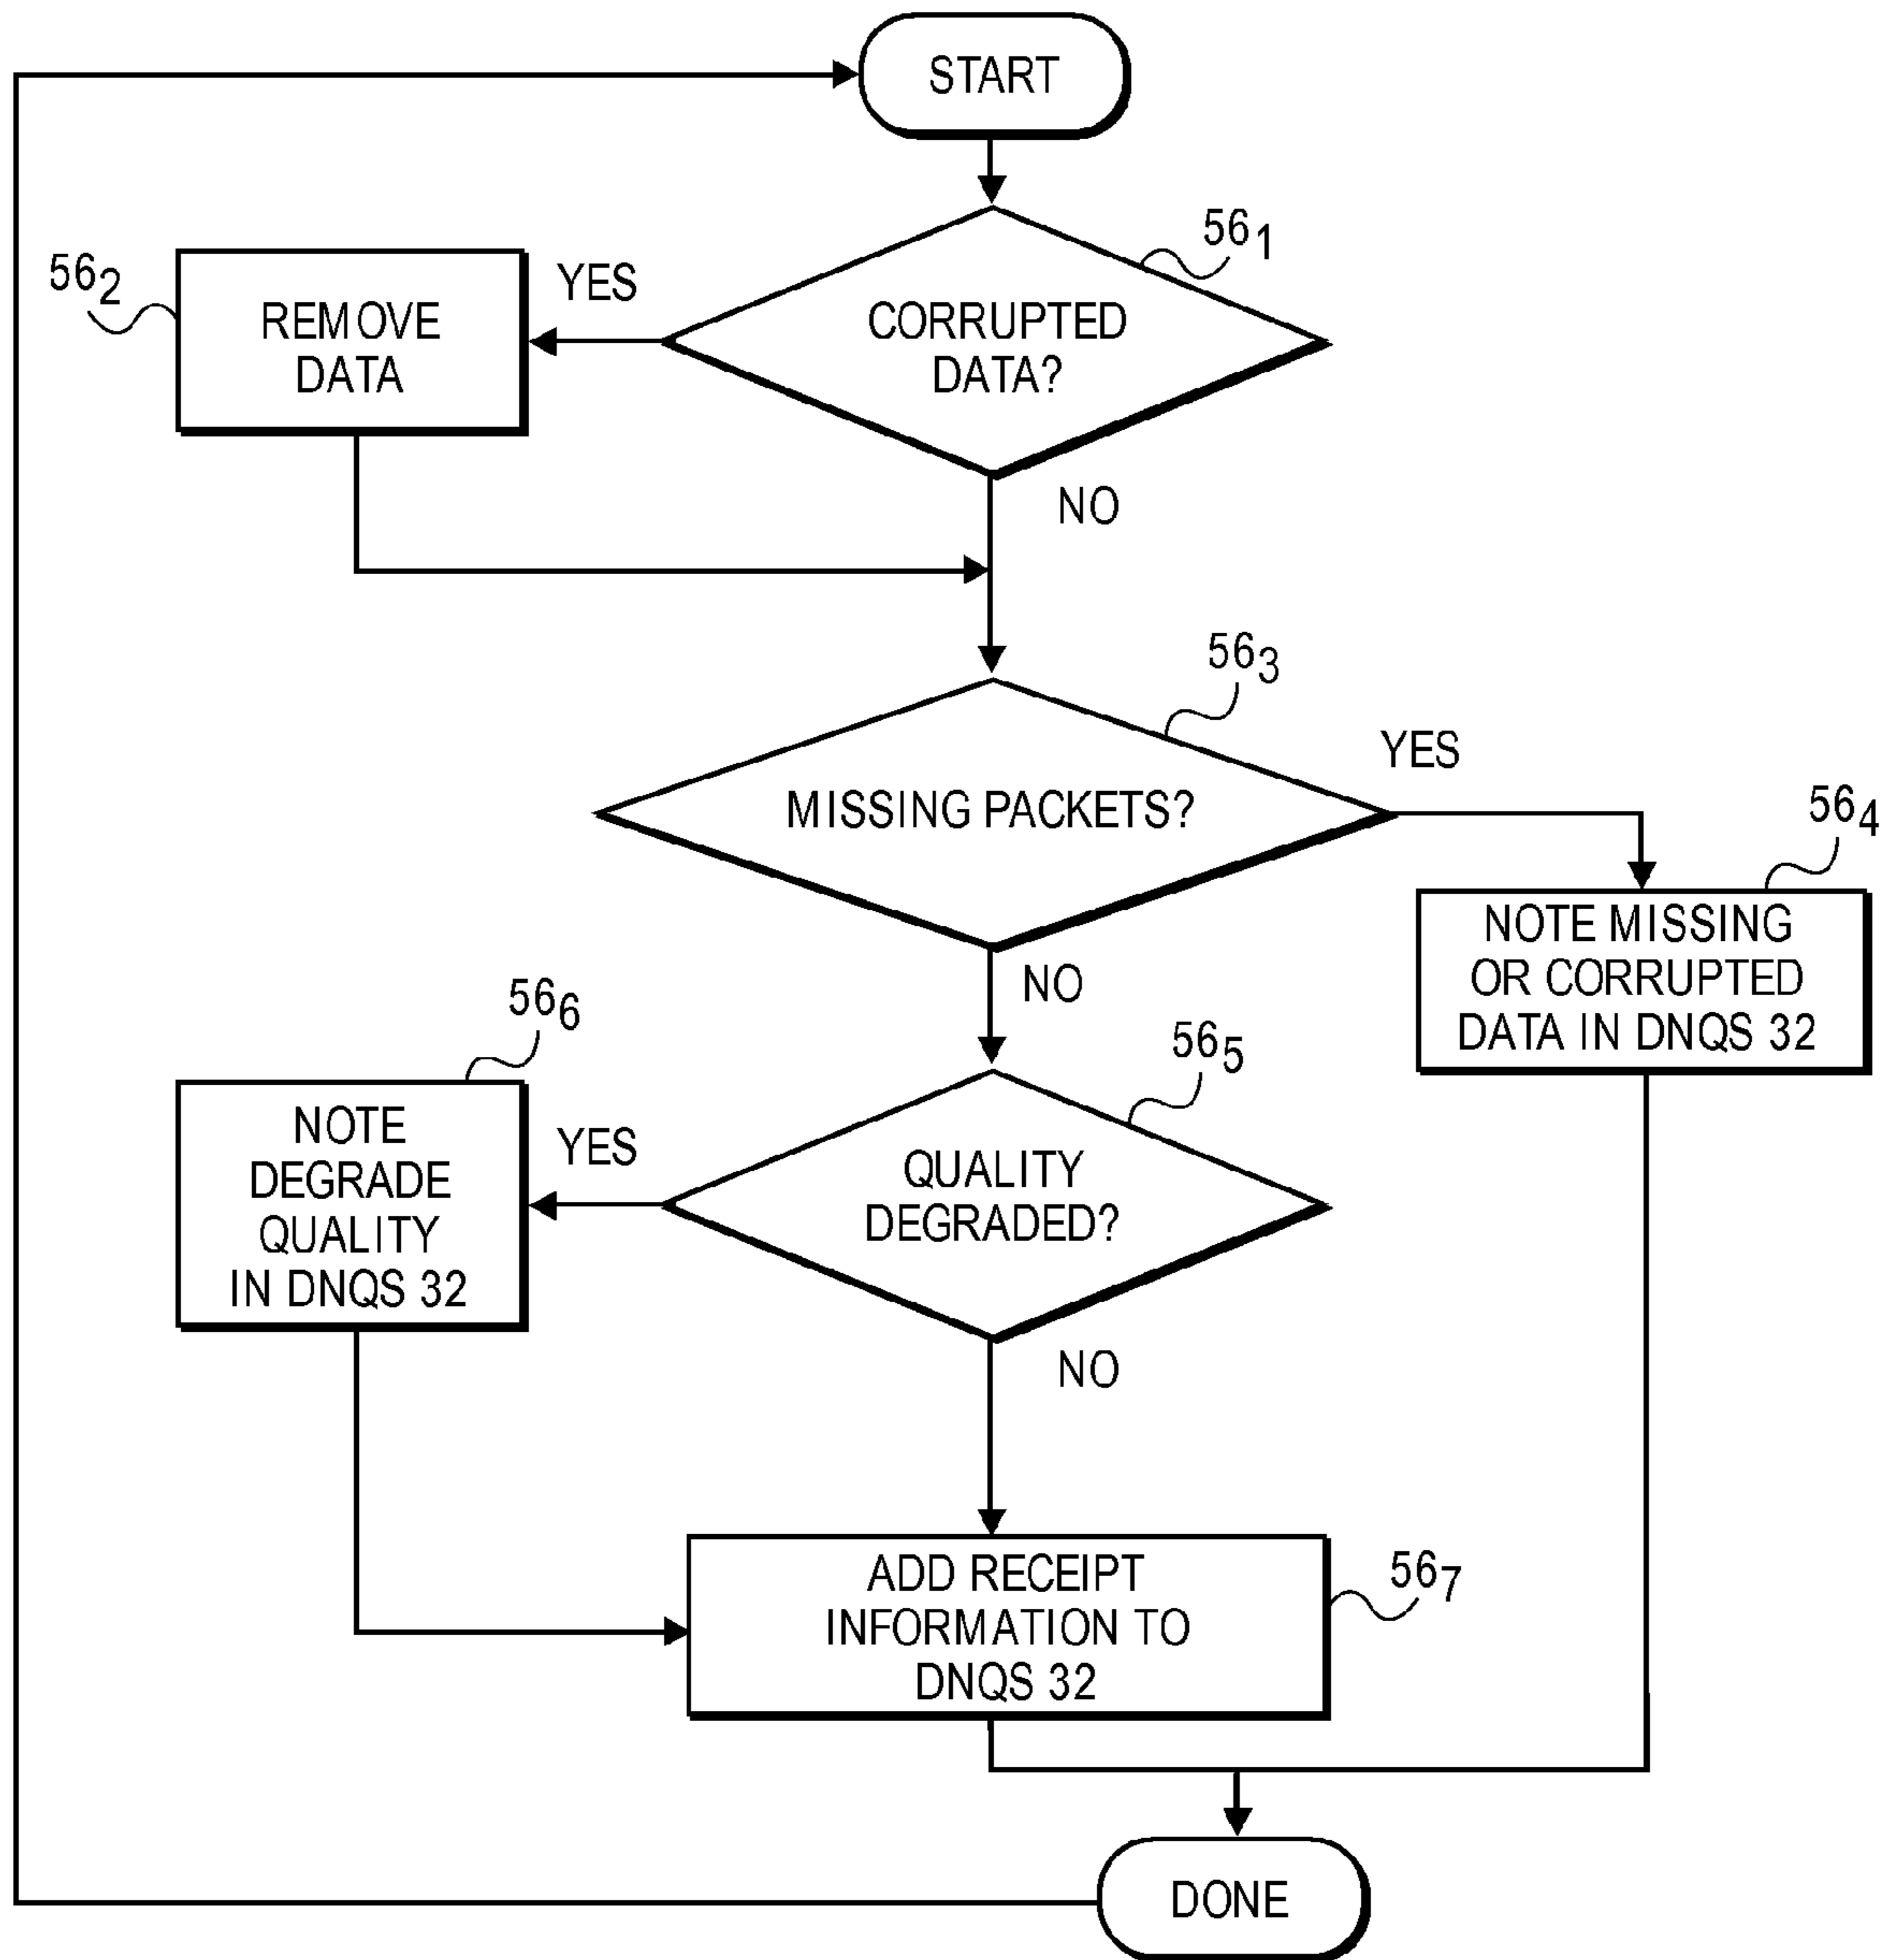 START
56₁
56₂
YES
REMOVE
DATA
CORRUPTED
DATA?
NO
56₃
YES
MISSING PACKETS?
56₄
NOTE MISSING
OR CORRUPTED
DATA IN DNQS 32
NO
56₆
56₅
NOTE
DEGRADE
QUALITY
IN DNQS 32
YES
QUALITY
DEGRADED?
NO
ADD RECEIPT
INFORMATION TO
DNQS 32
56₇
DONE